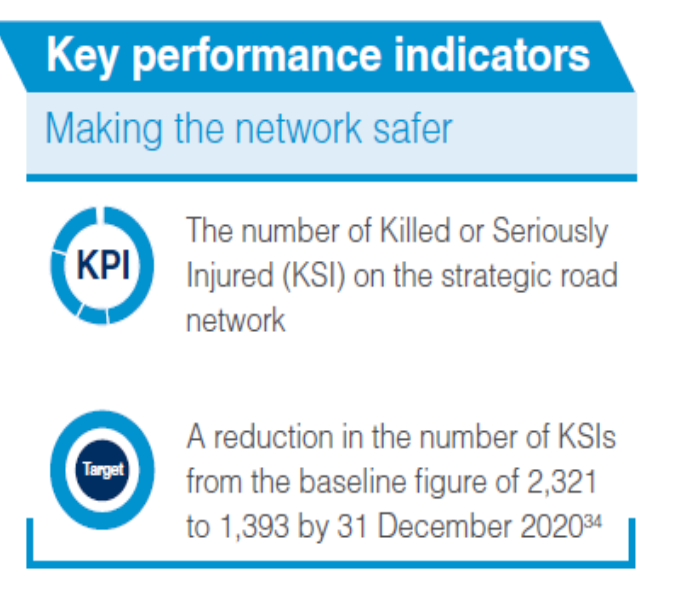 Key performance indicators
Making the network safer
KPI
The number of Killed or Seriously
Injured (KSI) on the strategic road
network
Target
A reduction in the number of KSIs
from the baseline figure of 2,321
to 1,393 by 31 December 2020³⁴